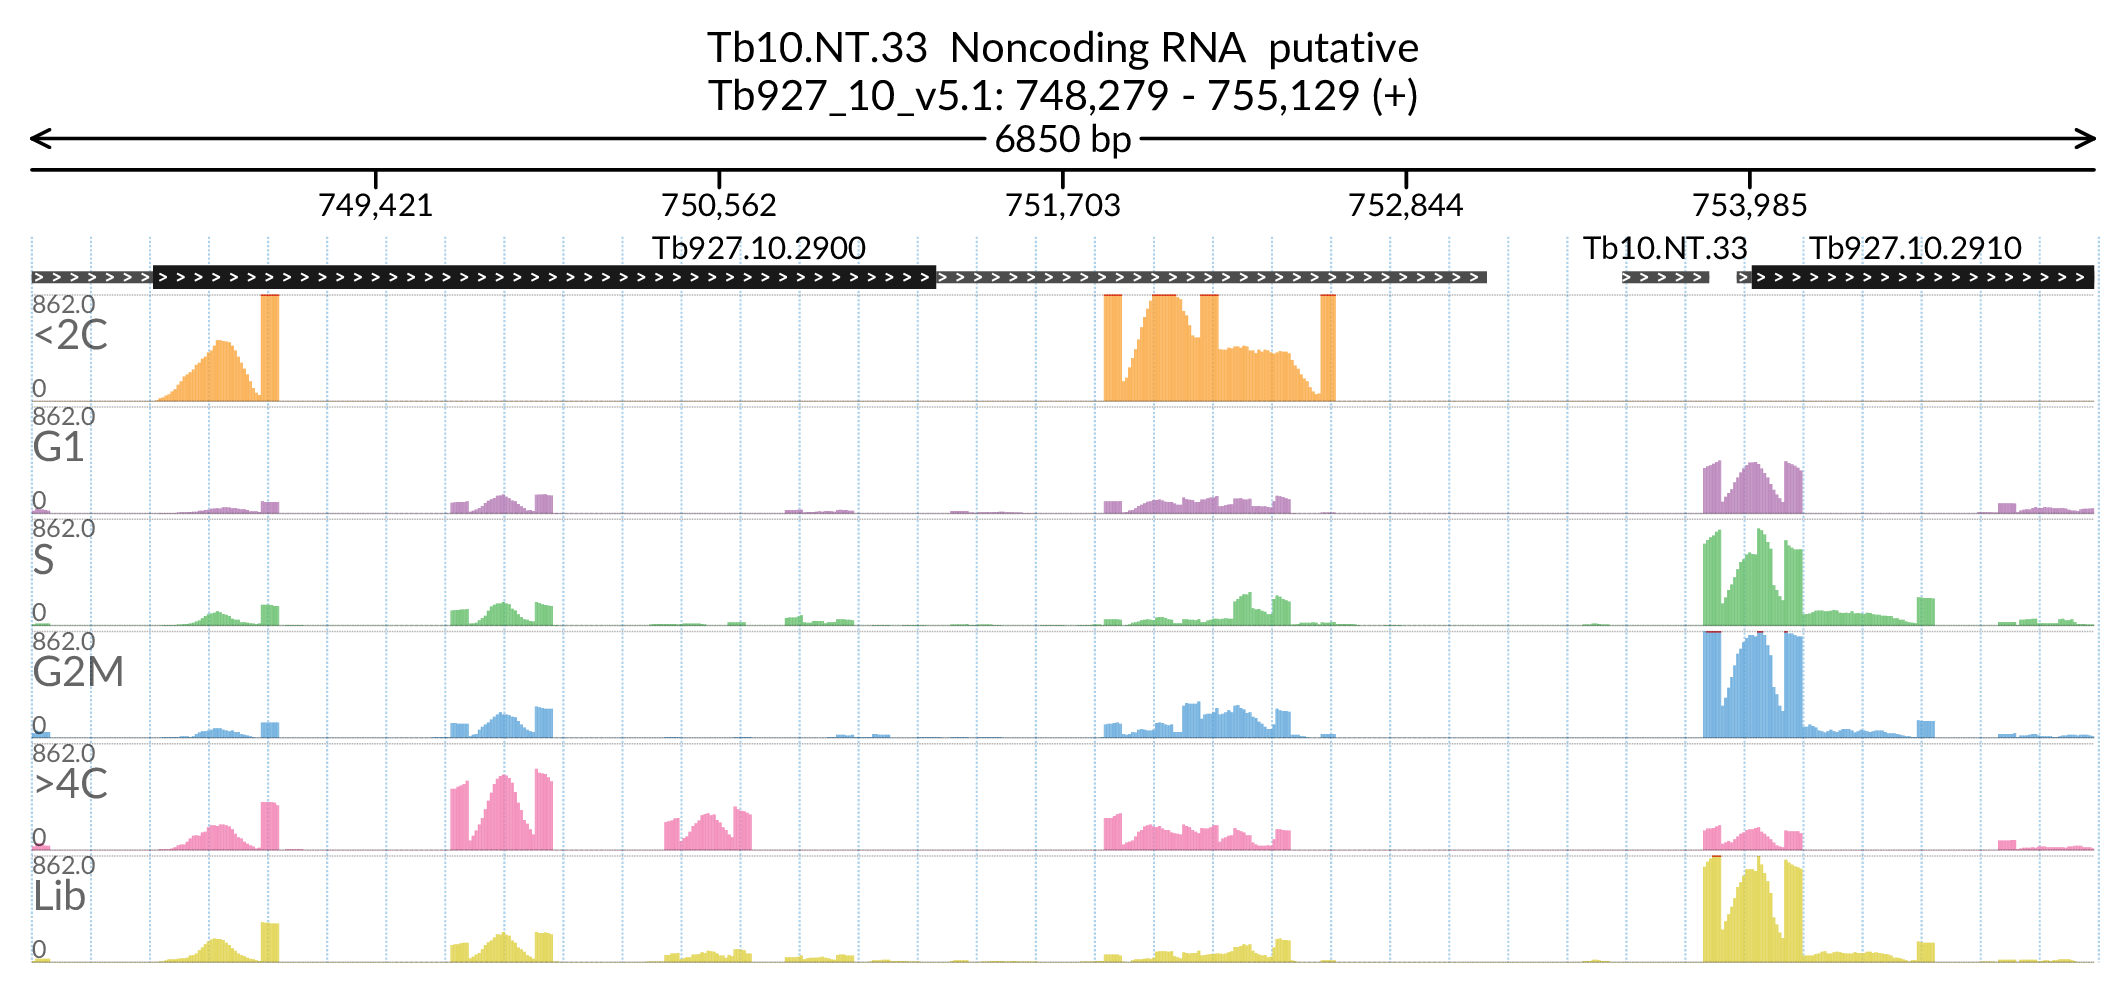 Tb10.NT.33 Noncoding RNA putative
Tb927_10_v5.1: 748,279 - 755,129 (+)
6850 bp
749,421 750,562 751,703 752,844 753,985
Tb927.10.2900 Tb10.NT.33 Tb927.10.2910
862.0
<2C
0
862.0
G1
0
862.0
S
0
862.0
G2M
0
862.0
>4C
0
862.0
Lib
0